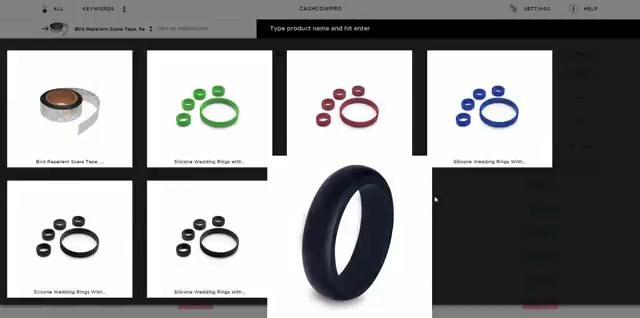 ALL
KEYWORDS
CASHCOWPRO
SETTINGS
HELP
Bird Repellent Scare Tape, Re
Type product name and hit enter
Bird Repellent Scare Tape, ...
Silicone Wedding Rings With...
Silicone Wedding Rings With...
Silicone Wedding Rings With...
Silicone Wedding Rings With...